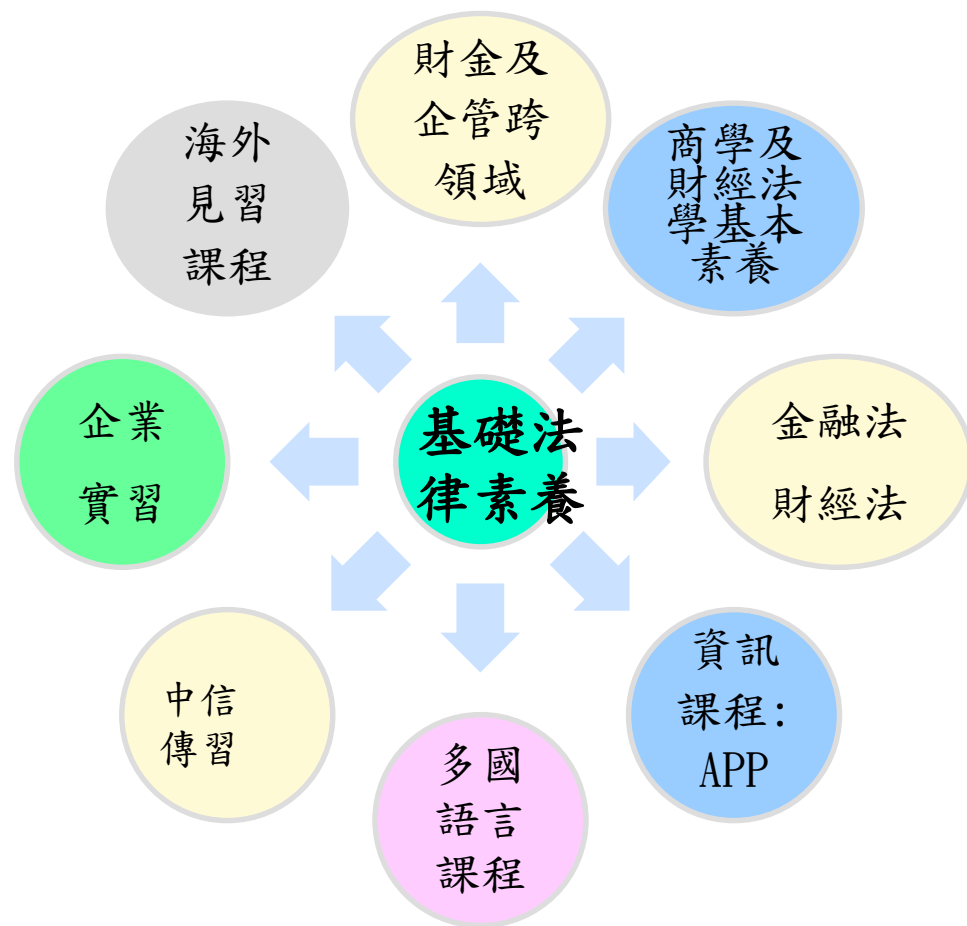 財金及
企管跨
領域
商學及
財經法
學基本
素養
金融法
財經法
資訊
課程:
APP
多國
語言
課程
中信
傳習
企業
實習
海外
見習
課程
基礎法
律素養